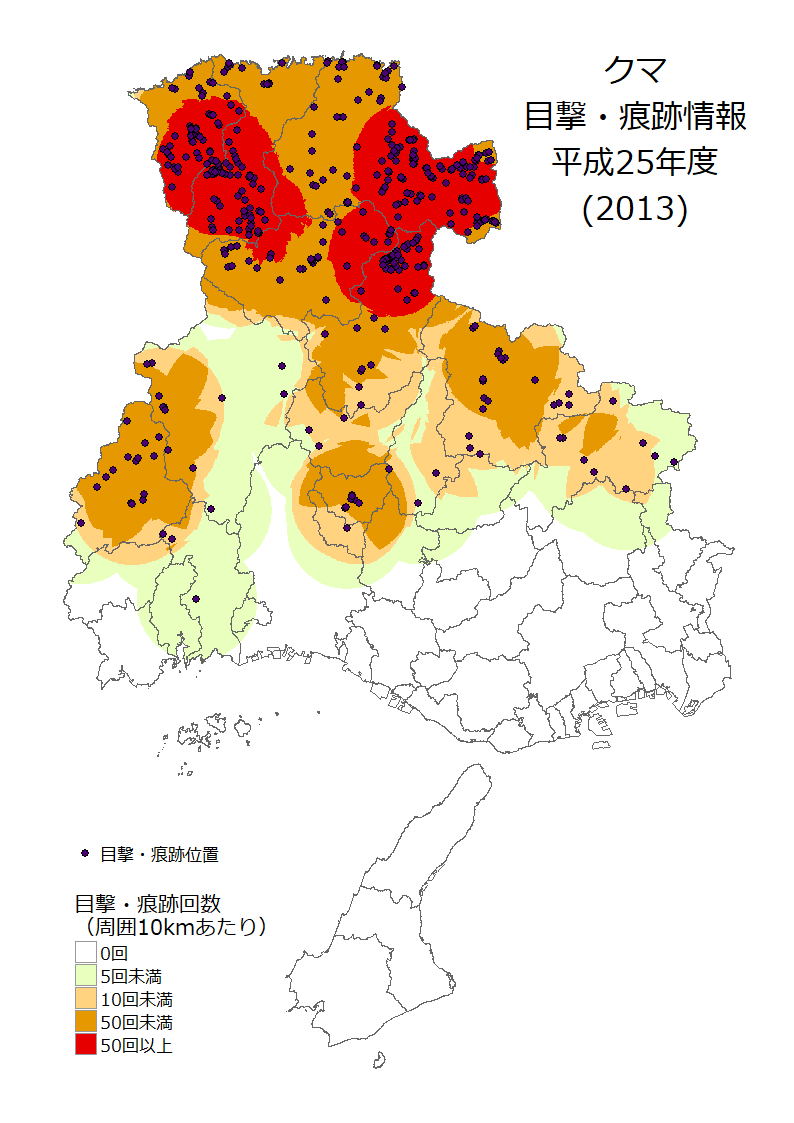 クマ
目撃・痕跡情報
平成25年度
(2013)
目撃・痕跡位置
目撃・痕跡回数
（周囲10kmあたり）
0回
5回未満
10回未満
50回未満
50回以上